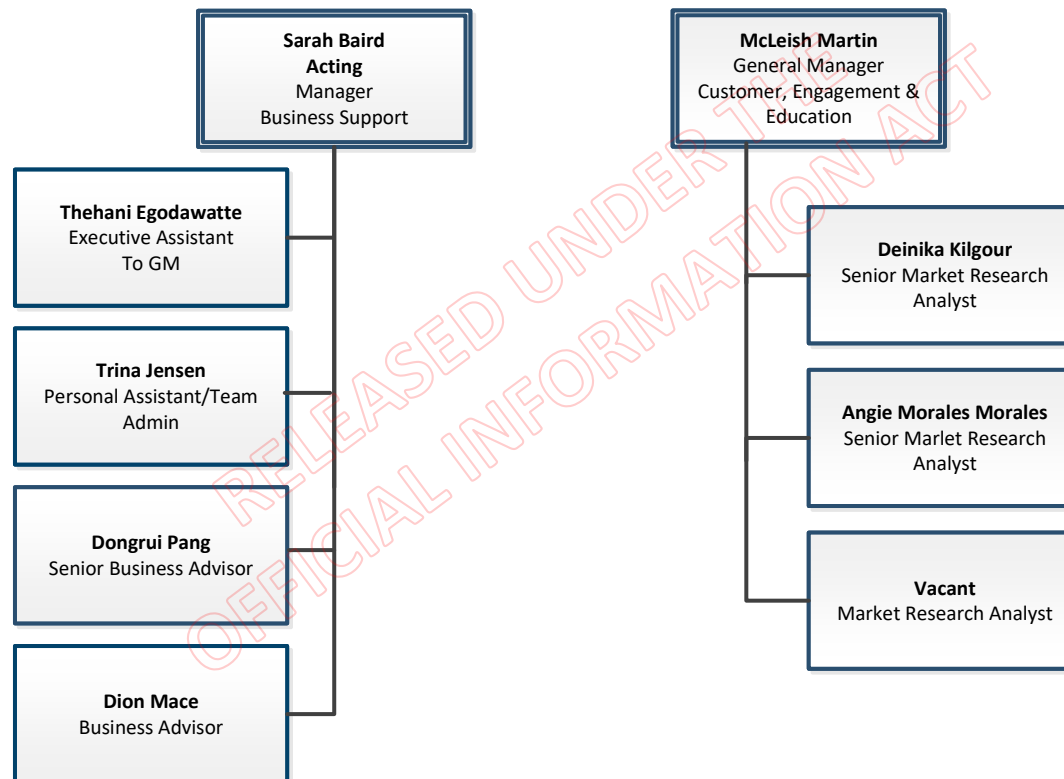 Sarah Baird
Acting
Manager
Business Support
McLeish Martin
General Manager
Customer, Engagement &
Education
Thehani Egodawatte
Executive Assistant
To GM
Trina Jensen
Personal Assistant/Team
Admin
Dongrui Pang
Senior Business Advisor
Dion Mace
Business Advisor
Deinika Kilgour
Senior Market Research
Analyst
Angie Morales Morales
Senior Marlet Research
Analyst
Vacant
Market Research Analyst
RELEASED UNDER THE
OFFICIAL INFORMATION ACT